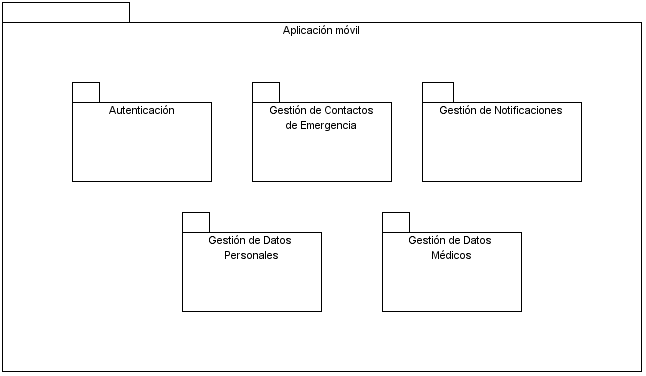 Aplicación móvil
Autenticación
Gestión de Contactos
de Emergencia
Gestión de Notificaciones
Gestión de Datos
Personales
Gestión de Datos
Médicos